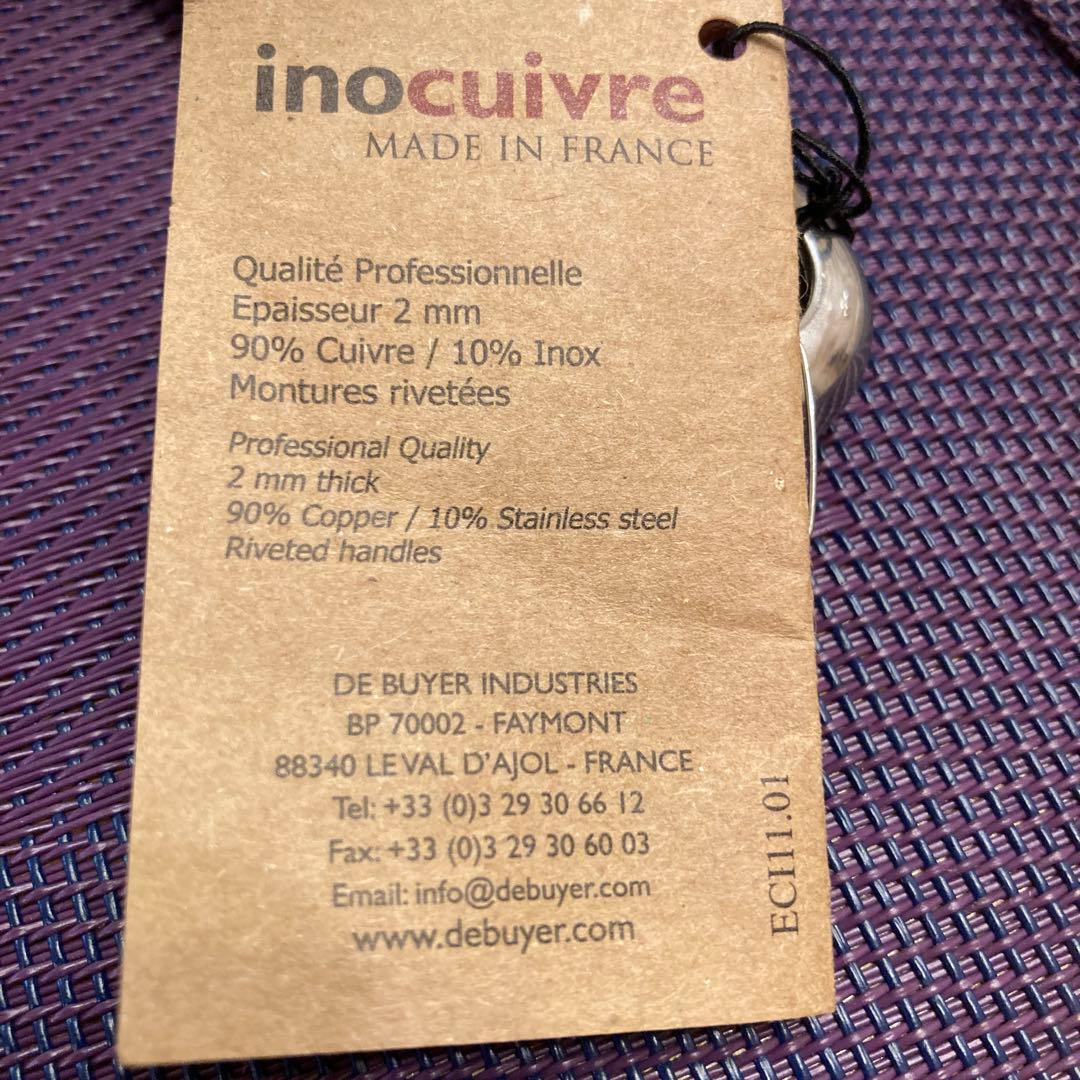 inocuivre
MADE IN FRANCE
Qualité Professionnelle
Epaisseur 2 mm
90% Cuivre / 10% Inox
Montures rivetées
Professional Quality
2 mm thick
90% Copper / 10% Stainless steel
Riveted handles
DE BUYER INDUSTRIES
BP 70002 - FAYMONT
88340 LE VAL D'AJOL - FRANCE
Tel: +33 (0)3 29 30 66 12
Fax: +33 (0)3 29 30 60 03
Email: info@debuyer.com
www.debuyer.com
ECI11.01